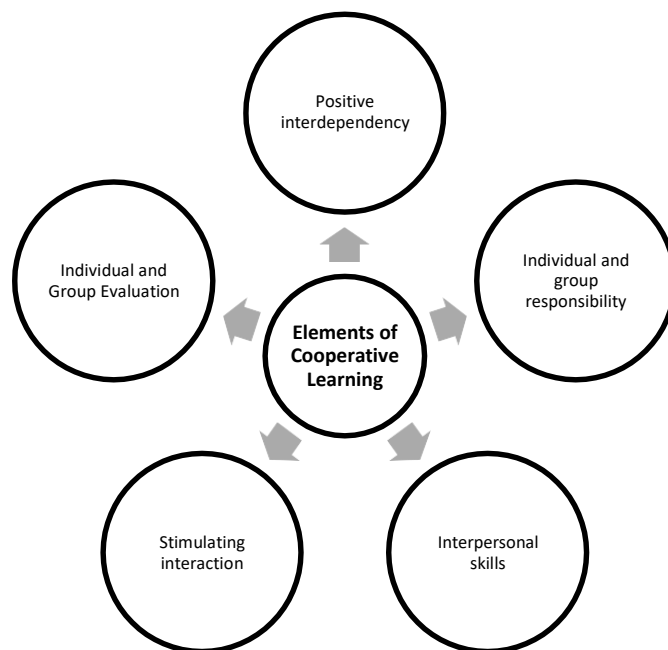 Positive
interdependency
Individual and
Group Evaluation
Individual and
group
responsibility
Elements of
Cooperative
Learning
Stimulating
interaction
Interpersonal
skills